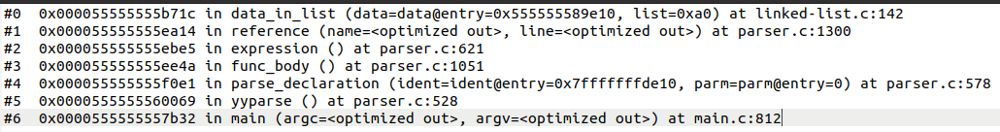 #0 0x000055555555b71c in data_in_list (data=data@entry=0x555555589e10, list=0xa0) at linked-list.c:142
#1 0x000055555555ea14 in reference (name=<optimized out>, line=<optimized out>) at parser.c:1300
#2 0x000055555555ebe5 in expression () at parser.c:621
#3 0x000055555555ee4a in func_body () at parser.c:1051
#4 0x000055555555f0e1 in parse_declaration (ident=ident@entry=0x7fffffffde10, parm=parm@entry=0) at parser.c:578
#5 0x0000555555560069 in yyparse () at parser.c:528
#6 0x0000555555557b32 in main (argc=<optimized out>, argv=<optimized out>) at main.c:812